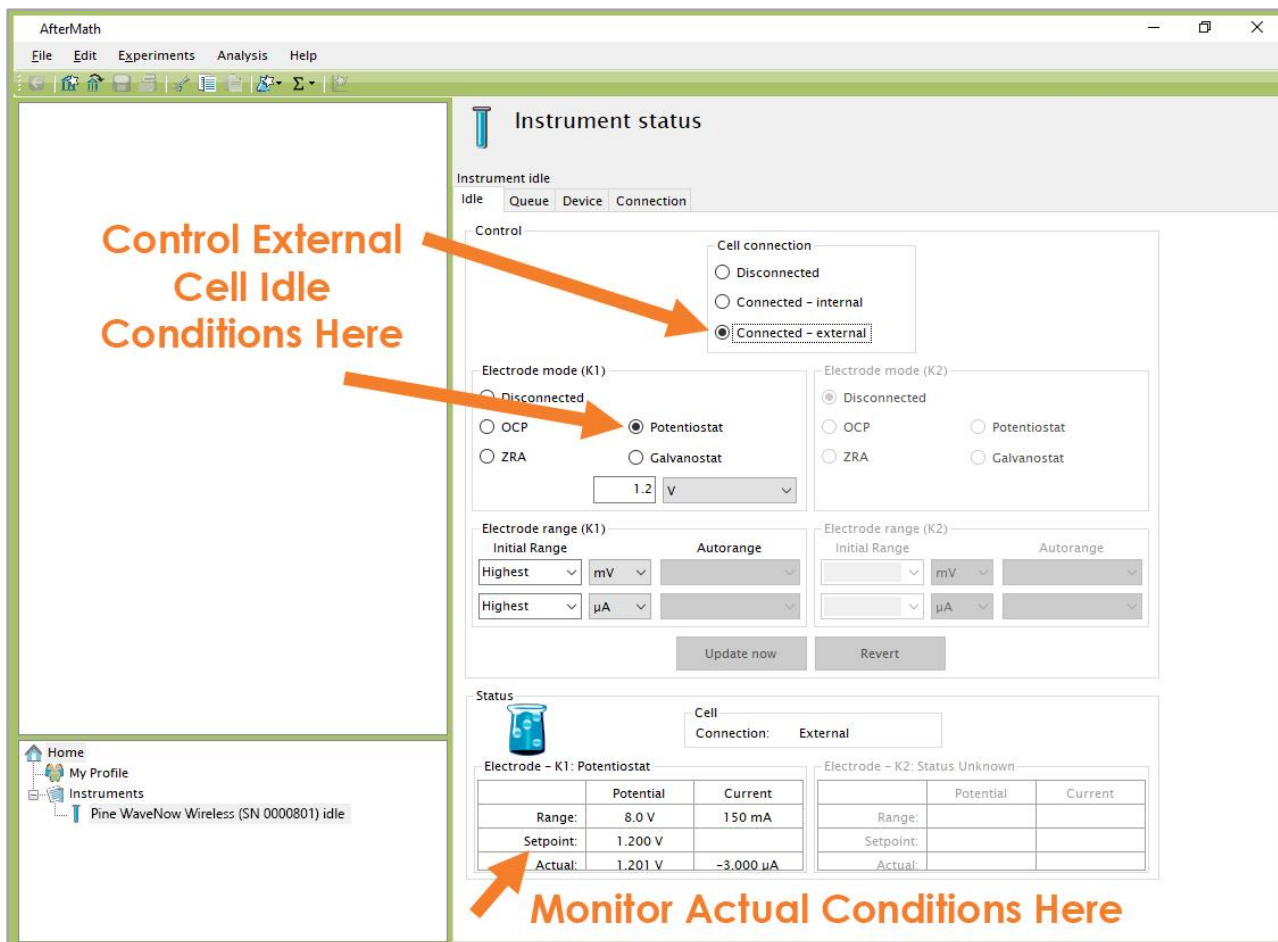 AfterMath
File Edit Experiments Analysis Help
Instrument status
Instrument idle
Idle Queue Device Connection
Control
Cell connection
Disconnected
Connected - internal
Connected - external
Control External
Cell Idle
Conditions Here
Electrode mode (K1)
Disconnected
OCP Potentiostat
ZRA Galvanostat
1.2 V
Electrode mode (K2)
Disconnected
OCP Potentiostat
ZRA Galvanostat
Electrode range (K1)
Initial Range Autorange
Highest mV
Highest µA
Electrode range (K2)
Initial Range Autorange
mV
µA
Update now Revert
Status
Cell
Connection: External
Electrode - K1: Potentiostat
Potential Current
Range: 8.0 V 150 mA
Setpoint: 1.200 V
Actual: 1.201 V -3.000 µA
Electrode - K2: Status Unknown
Potential Current
Range:
Setpoint:
Actual:
Home
My Profile
Instruments
Pine WaveNow Wireless (SN 0000801) idle
Monitor Actual Conditions Here